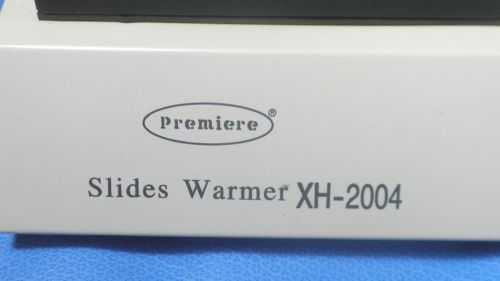 Premiere®
Slides Warmer XH-2004